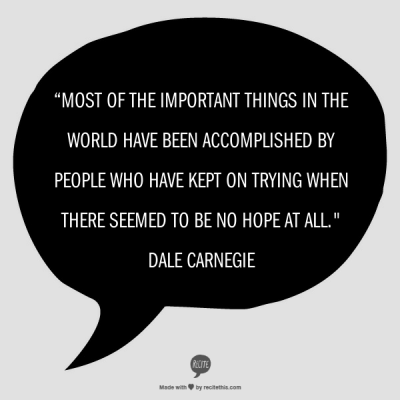 “MOST OF THE IMPORTANT THINGS IN THE
WORLD HAVE BEEN ACCOMPLISHED BY
PEOPLE WHO HAVE KEPT ON TRYING WHEN
THERE SEEMED TO BE NO HOPE AT ALL."
DALE CARNEGIE
RECITE
Made with ♥ by recitethis.com